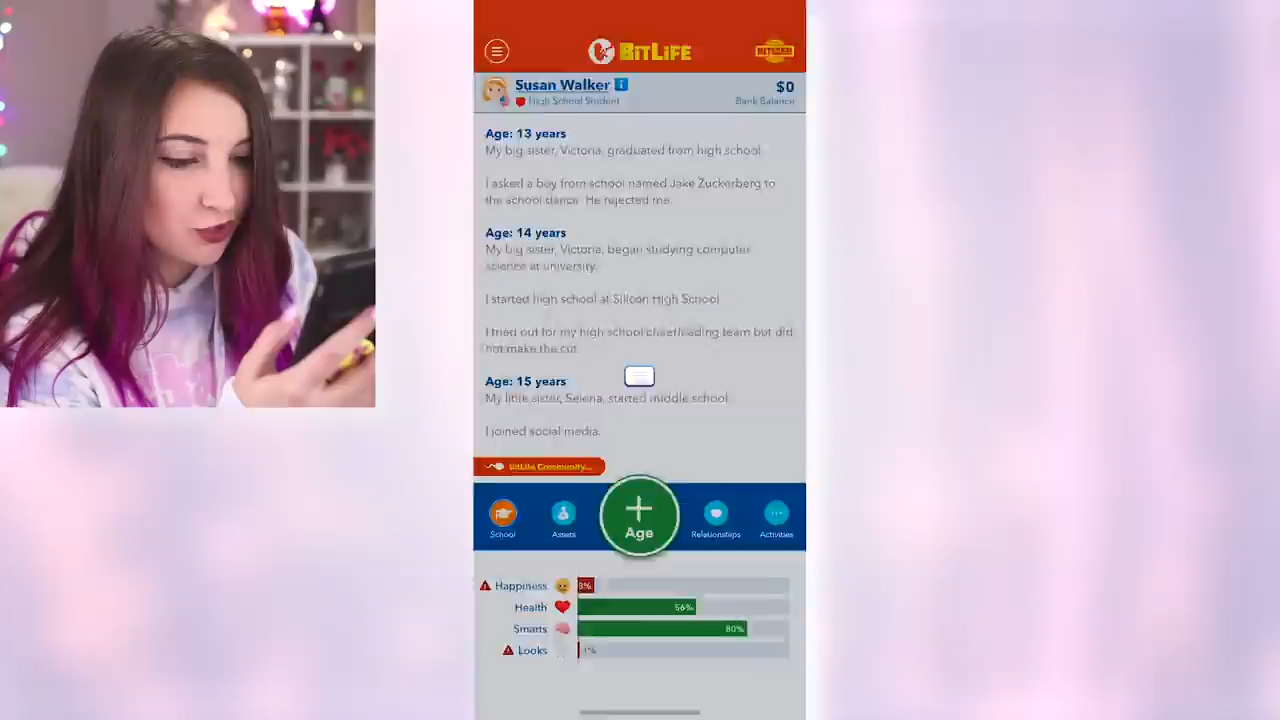 BITLIFE
BITIZEN
Susan Walker
$0
High School Student
Bank Balance
Age: 13 years
My big sister, Victoria, graduated from high school.
I asked a boy from school named Jake Zuckerberg to
the school dance. He rejected me.
Age: 14 years
My big sister, Victoria, began studying computer
science at university.
I started high school at Silicon High School.
I tried out for my high school cheerleading team but did
not make the cut.
Age: 15 years
My little sister, Selena, started middle school.
I joined social media.
BitLife Community...
School
Assets
Age
Relationships
Activities
Happiness
8%
Health
56%
Smarts
80%
Looks
1%